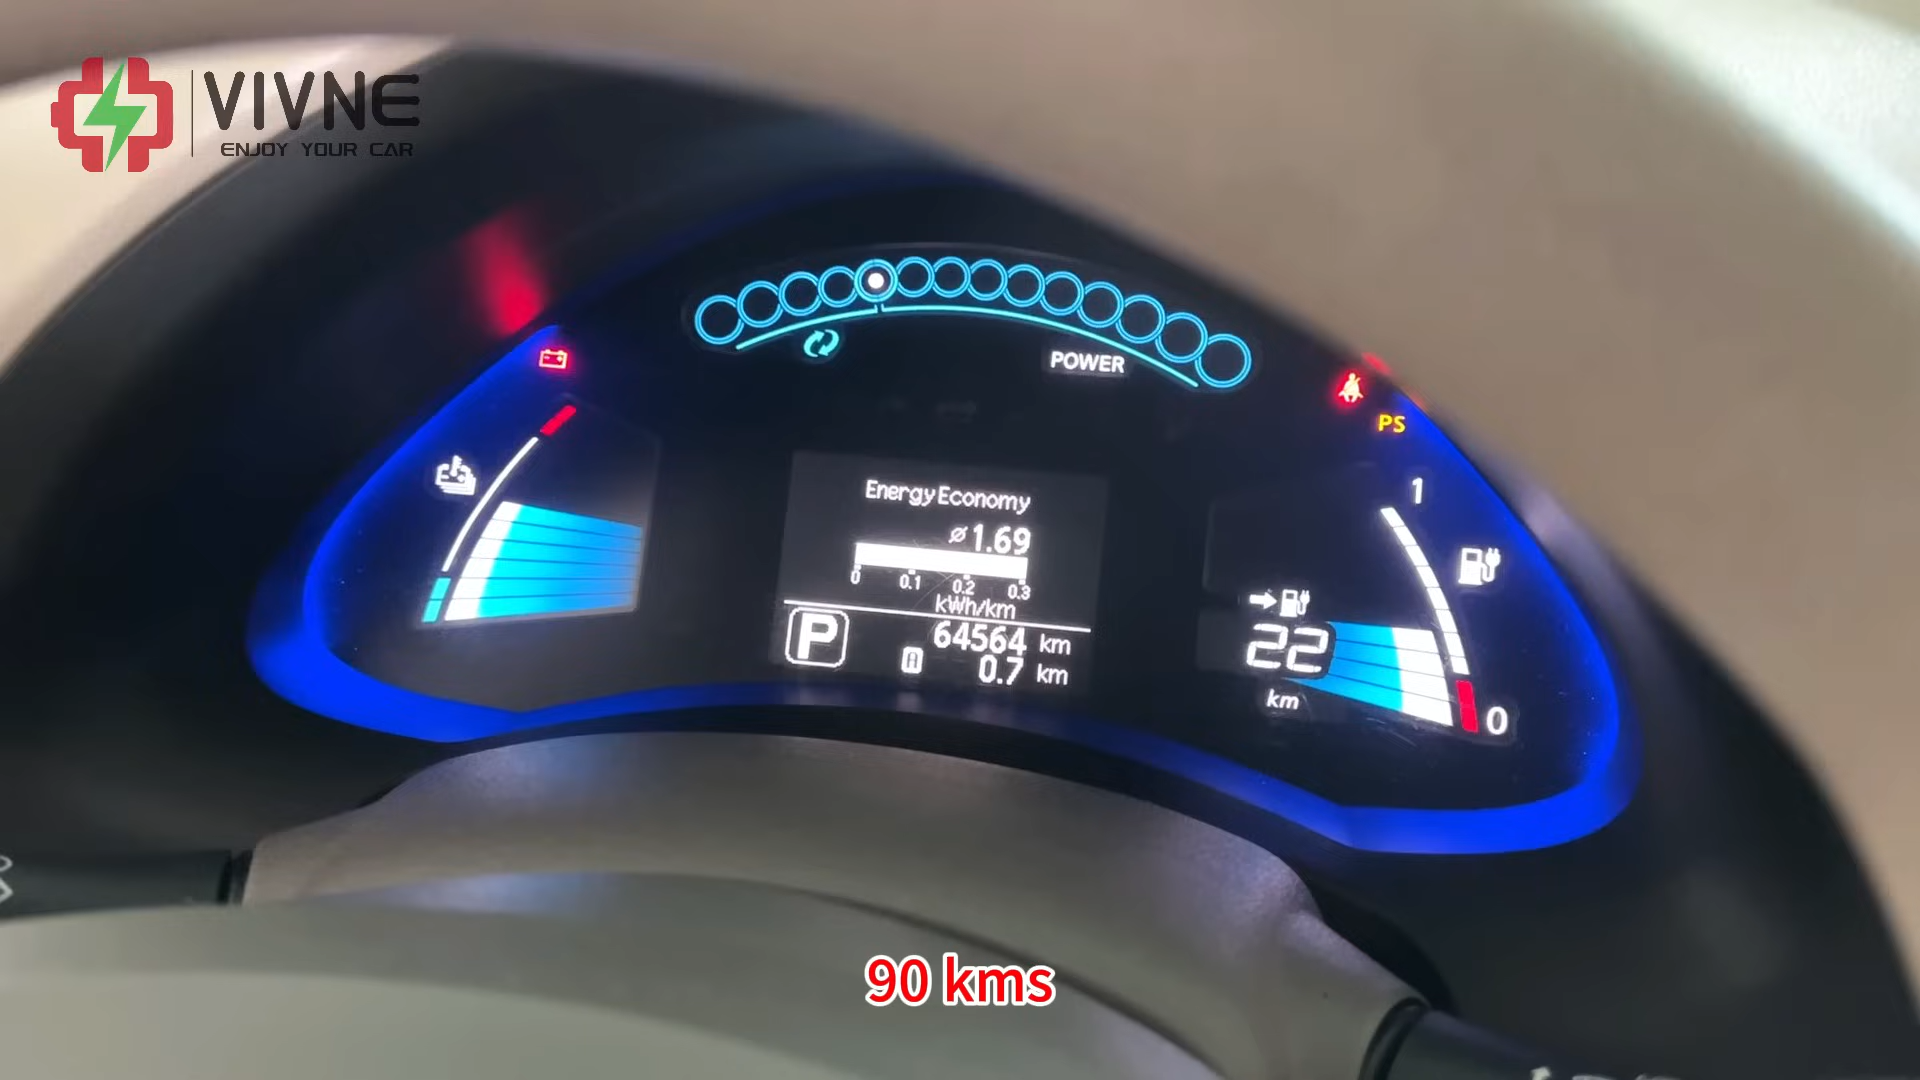 VIVNE
ENJOY YOUR CAR
POWER
PS
Energy Economy
ø1.69
0 0.1 0.2 0.3
kWh/km
P
64564 km
A 0.7 km
1
22
km
0
90 kms